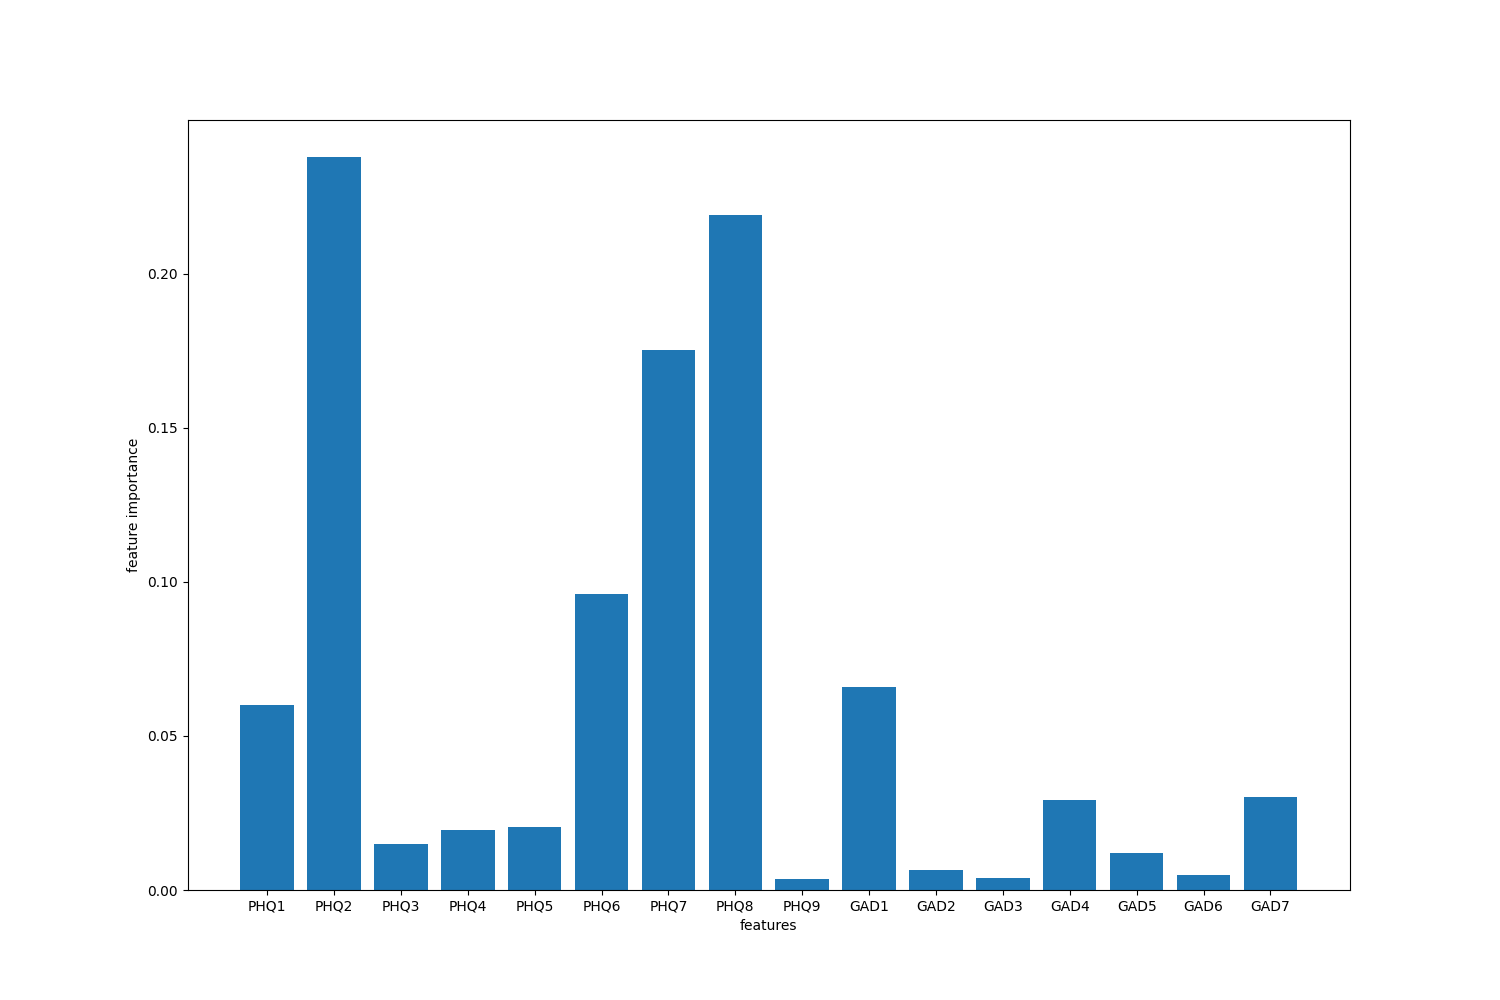 feature importance
0.20
0.15
0.10
0.05
0.00
PHQ1 PHQ2 PHQ3 PHQ4 PHQ5 PHQ6 PHQ7 PHQ8 PHQ9 GAD1 GAD2 GAD3 GAD4 GAD5 GAD6 GAD7
features